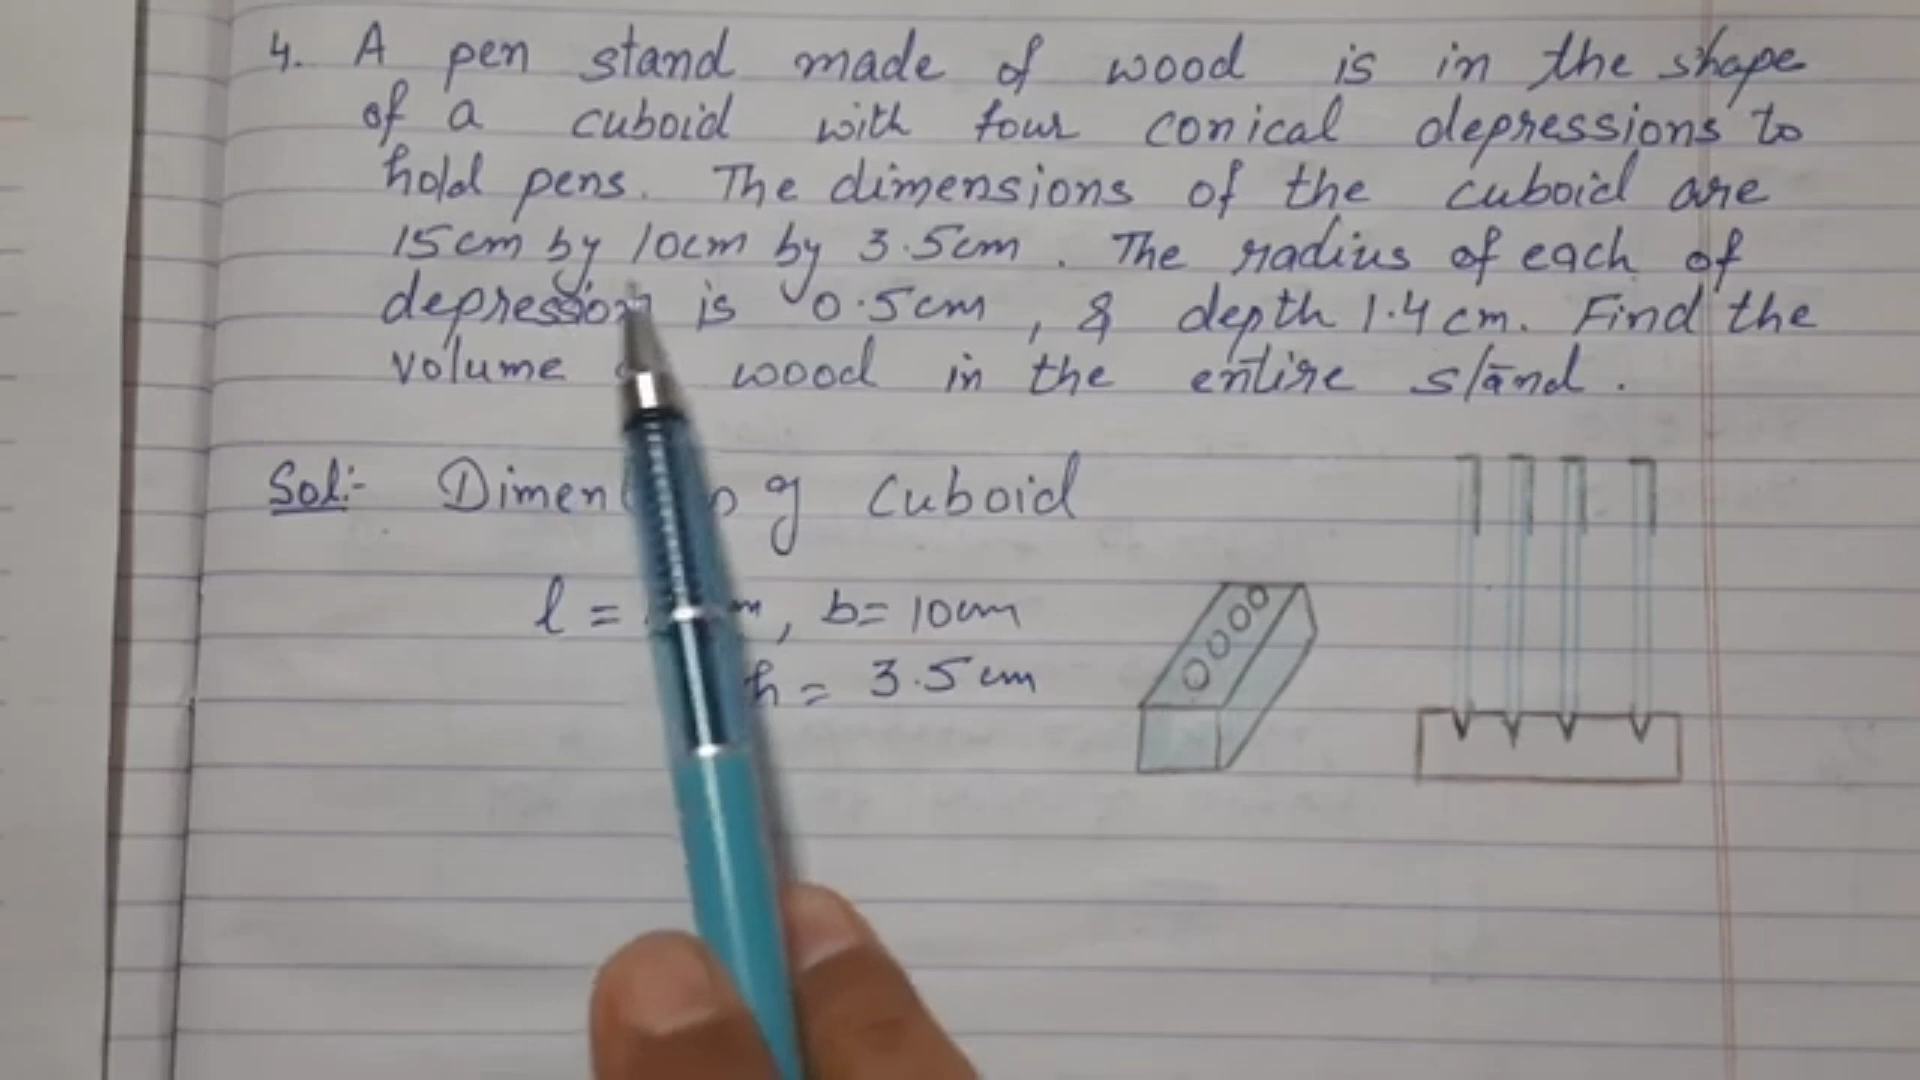 4. A pen stand made of wood is in the shape
of a cuboid with four conical depressions to
hold pens. The dimensions of the cuboid are
15cm by 10cm by 3.5cm. The radius of each of
depression is 0.5cm, & depth 1.4cm. Find the
volume wood in the entire stand.
Sol:- of Cuboid
l = , b= 10cm
h = 3.5cm